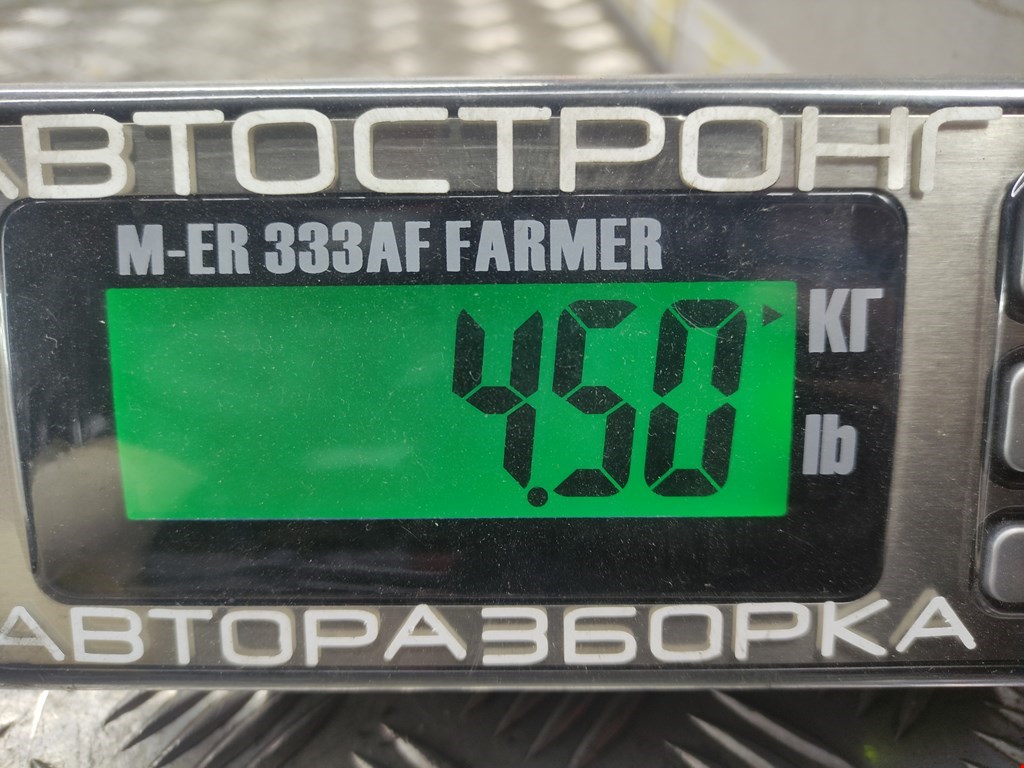 АВТОСТРОНГ
M-ER 333AF FARMER
4.50
КГ
lb
АВТОРАЗБОРКА